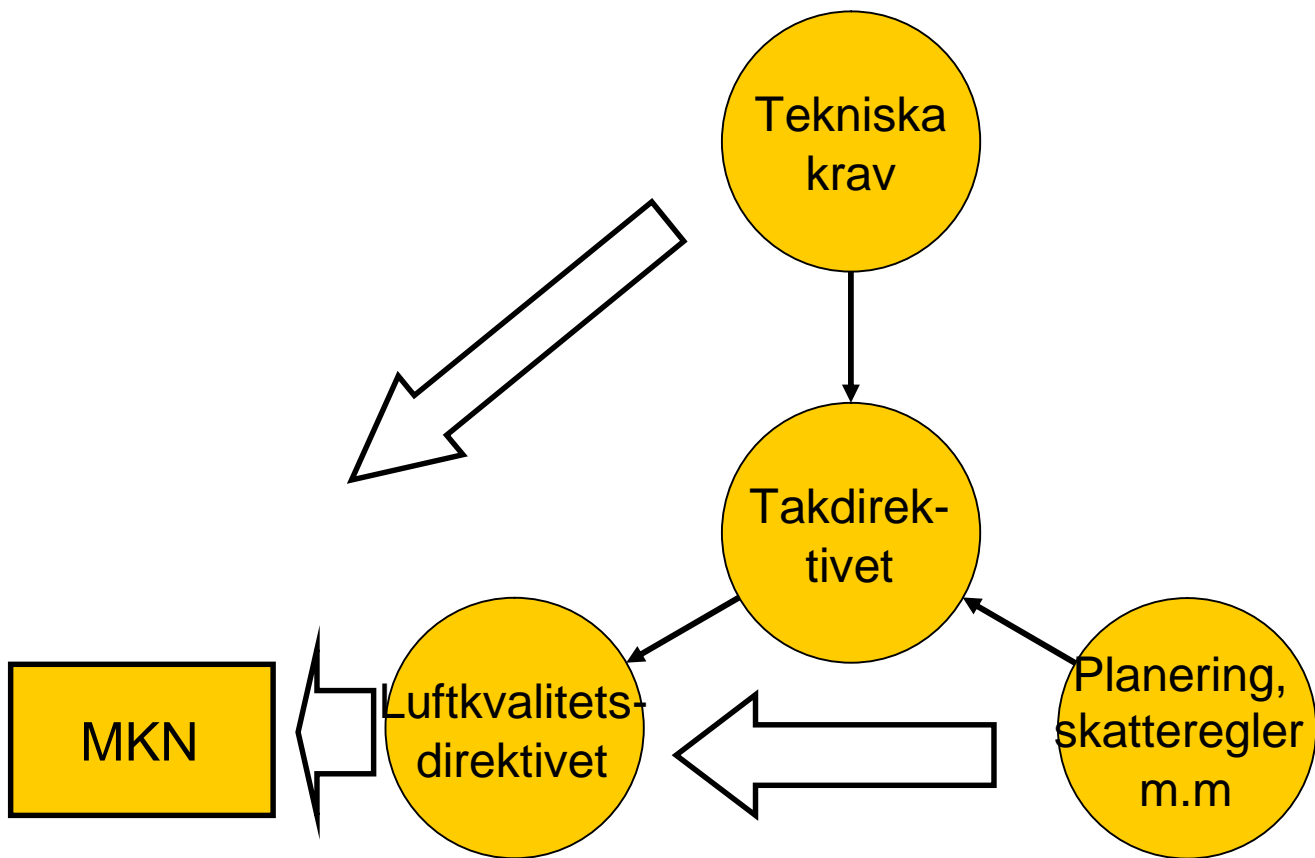 Tekniska
krav
Takdirek-
tivet
Luftkvalitets-
direktivet
Planering,
skatteregler
m.m
MKN